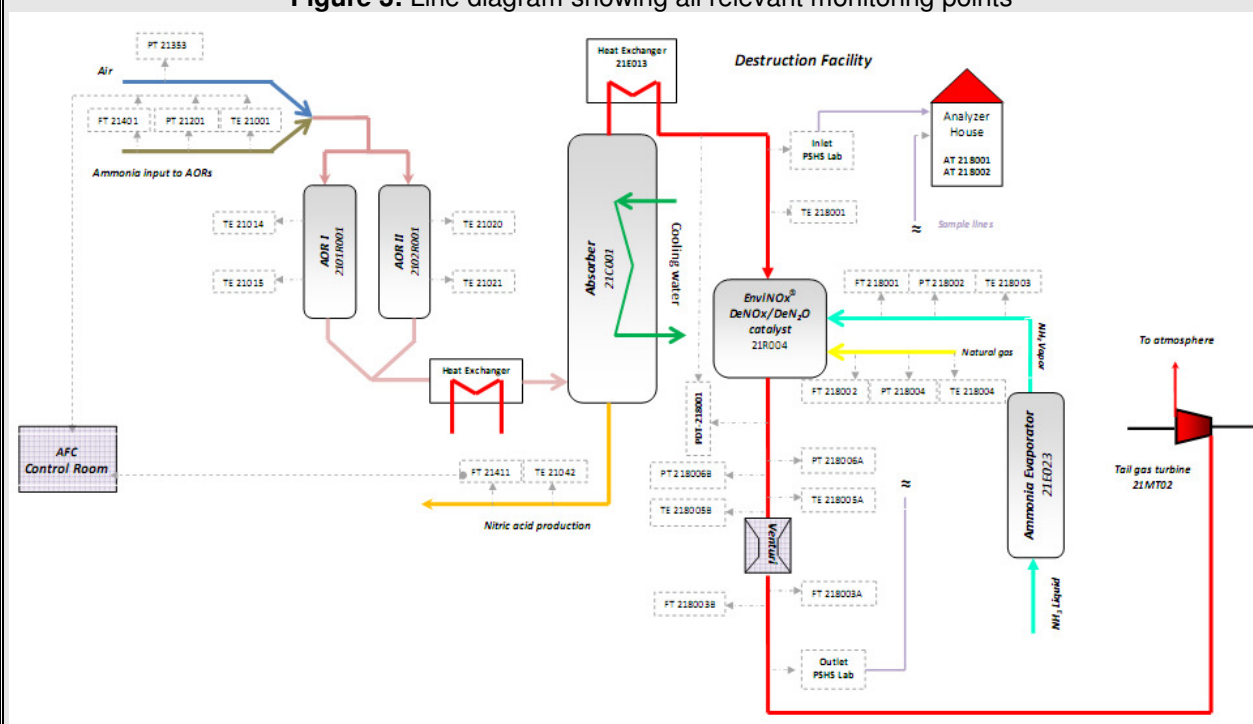 Figure 3: Line diagram showing all relevant monitoring points
PT 21353
Air
FT 21401
PT 21201
TE 21001
Ammonia input to AORs
Heat Exchanger
21E013
Destruction Facility
Inlet
PSHS Lab
Analyzer
House
AT 218001
AT 218002
Sample lines
≈
TE 218001
TE 21014
TE 21015
AOR I
2101R001
AOR II
2102R001
TE 21020
TE 21021
Absorber
21C001
Cooling water
EnviNOx®
DeNOx/DeN₂O
catalyst
21R004
FT 218001
PT 218002
TE 218003
NH₃ Vapor
Natural gas
FT 218002
PT 218004
TE 218004
To atmosphere
Heat Exchanger
PDT-218001
AFC
Control Room
FT 21411
TE 21042
Nitric acid production
PT 218006B
PT 218006A
TE 218005B
TE 218005A
≈
Ammonia Evaporator
21E023
Tail gas turbine
21MT02
Venturi
FT 218003B
FT 218003A
NH₃ Liquid
Outlet
PSHS Lab